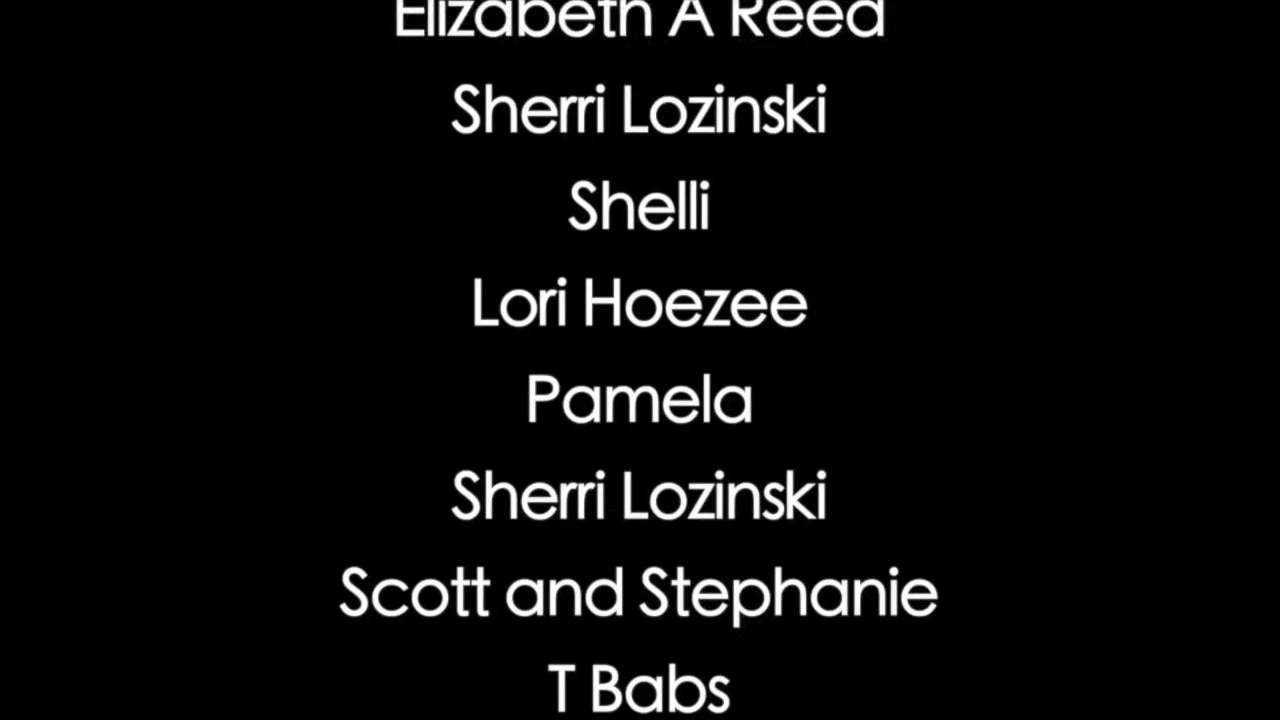 Elizabeth A Reed
Sherri Lozinski
Shelli
Lori Hoezee
Pamela
Sherri Lozinski
Scott and Stephanie
T Babs